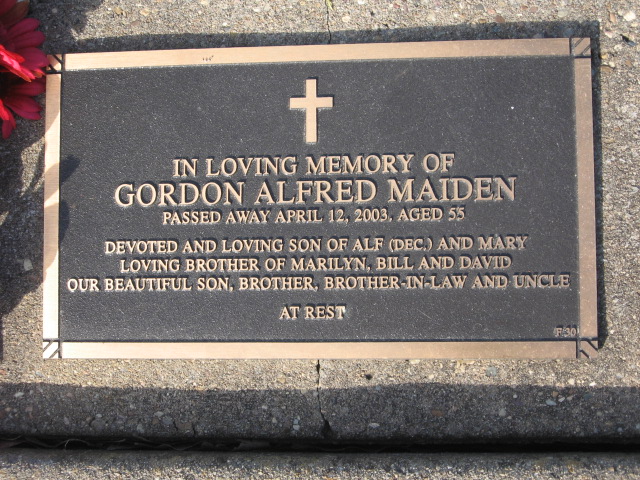 IN LOVING MEMORY OF
GORDON ALFRED MAIDEN
PASSED AWAY APRIL 12, 2003, AGED 55
DEVOTED AND LOVING SON OF ALF (DEC.) AND MARY
LOVING BROTHER OF MARILYN, BILL AND DAVID
OUR BEAUTIFUL SON, BROTHER, BROTHER-IN-LAW AND UNCLE
AT REST
F-30